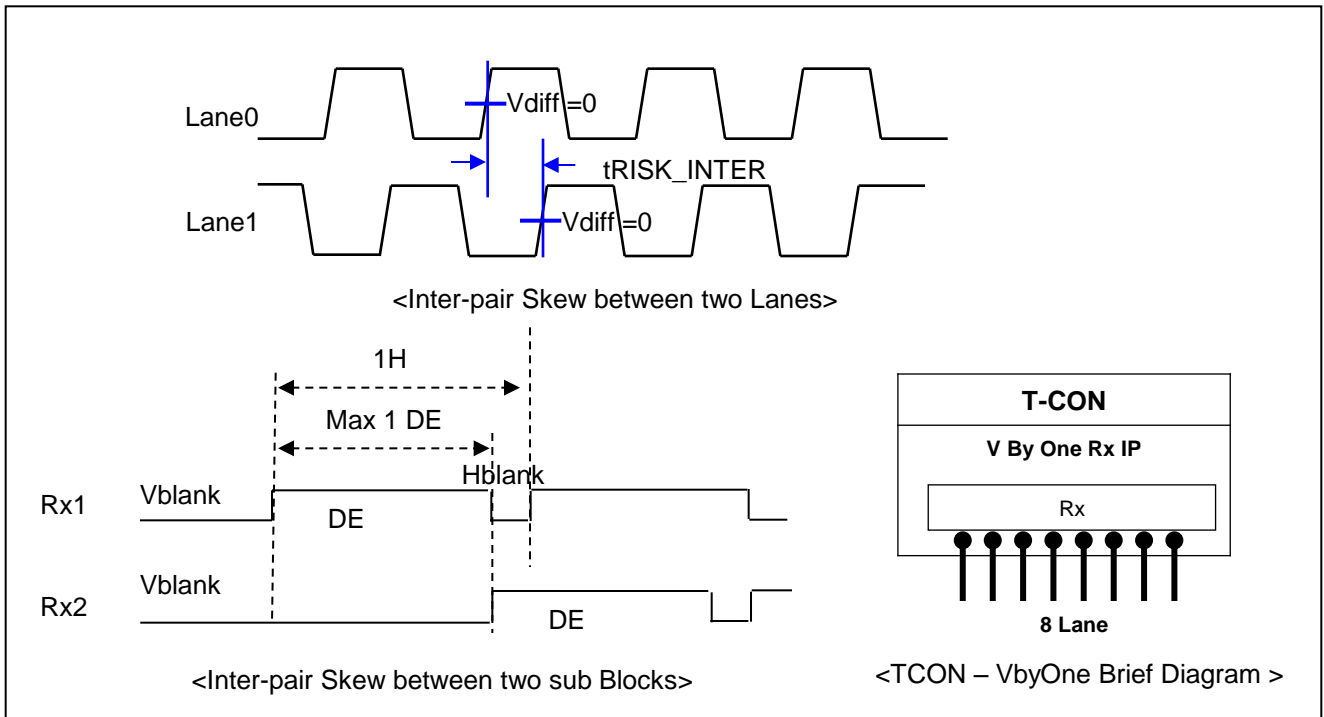 Lane0
Vdiff =0
tRISK_INTER
Lane1
Vdiff =0
<Inter-pair Skew between two Lanes>
1H
Max 1 DE
Hblank
Rx1
Vblank
DE
Rx2
Vblank
DE
<Inter-pair Skew between two sub Blocks>
T-CON
V By One Rx IP
Rx
8 Lane
<TCON – VbyOne Brief Diagram >